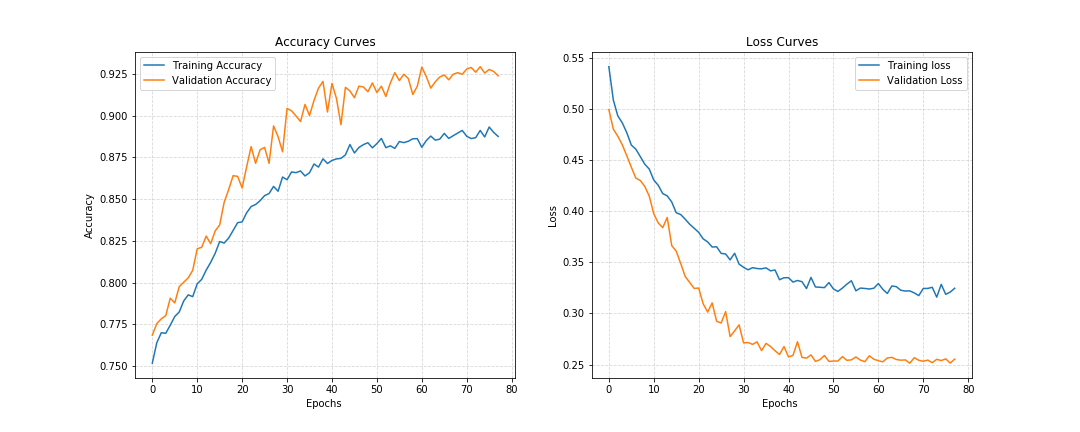 Accuracy Curves
Training Accuracy
Validation Accuracy
0.925
0.900
0.875
0.850
0.825
0.800
0.775
0.750
Accuracy
0 10 20 30 40 50 60 70 80
Epochs
Loss Curves
Training loss
Validation Loss
0.55
0.50
0.45
0.40
0.35
0.30
0.25
Loss
0 10 20 30 40 50 60 70 80
Epochs